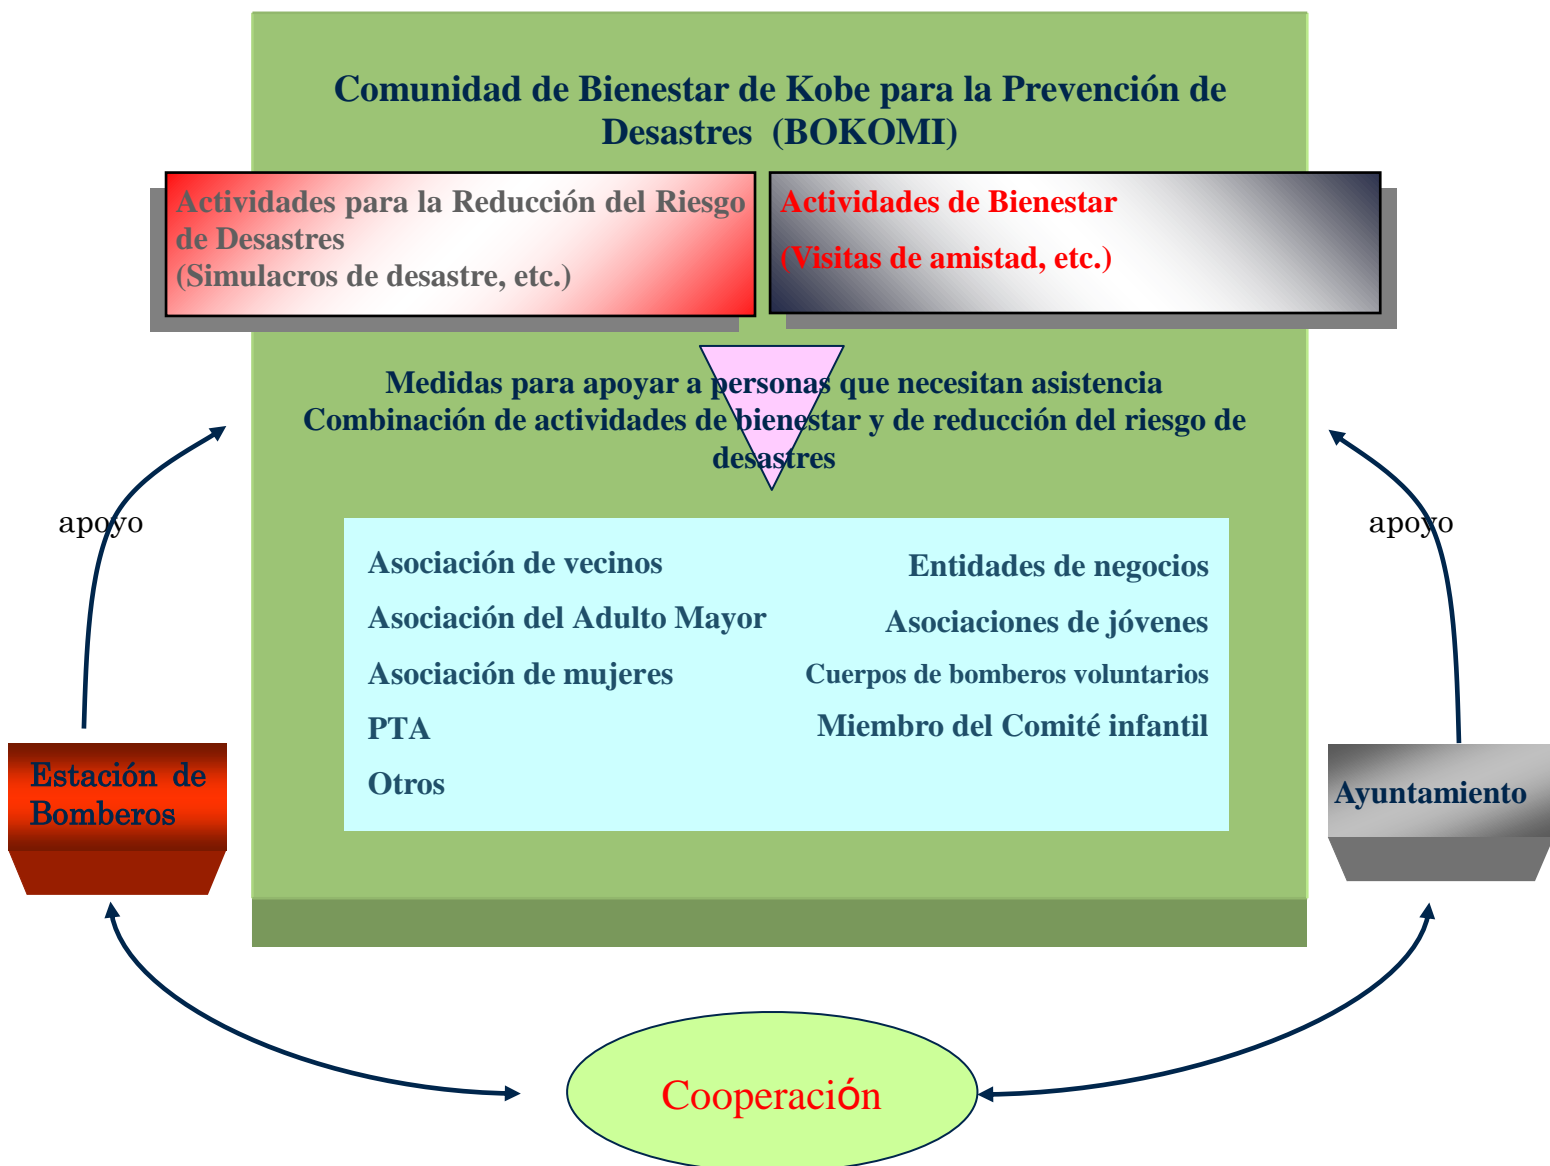 Comunidad de Bienestar de Kobe para la Prevención de
Desastres (BOKOMI)
Actividades para la Reducción del Riesgo
de Desastres
(Simulacros de desastre, etc.)
Actividades de Bienestar
(Visitas de amistad, etc.)
Medidas para apoyar a personas que necesitan asistencia
Combinación de actividades de bienestar y de reducción del riesgo de
desastres
apoyo
apoyo
Asociación de vecinos
Asociación del Adulto Mayor
Asociación de mujeres
PTA
Otros
Entidades de negocios
Asociaciones de jóvenes
Cuerpos de bomberos voluntarios
Miembro del Comité infantil
Estación de
Bomberos
Ayuntamiento
Cooperación